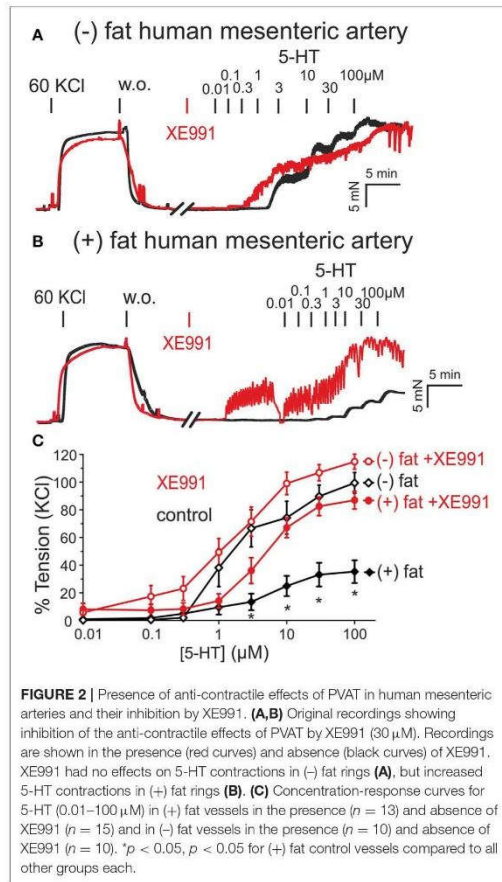 A (-) fat human mesenteric artery
5-HT
0.1 1 10 100µM
60 KCl w.o. 0.01 0.3 3 30
XE991
5 mN
5 min
B (+) fat human mesenteric artery
5-HT
0.1 1 10 100µM
60 KCl w.o. 0.01 0.3 3 30
XE991
5 mN
5 min
C
% Tension (KCl)
120
100
80
60
40
20
0
XE991
control
(-) fat +XE991
(-) fat
(+) fat +XE991
(+) fat
* * * *
0.01 0.1 1 10 100
[5-HT] (µM)
FIGURE 2 | Presence of anti-contractile effects of PVAT in human mesenteric
arteries and their inhibition by XE991. (A,B) Original recordings showing
inhibition of the anti-contractile effects of PVAT by XE991 (30 µM). Recordings
are shown in the presence (red curves) and absence (black curves) of XE991.
XE991 had no effects on 5-HT contractions in (-) fat rings (A), but increased
5-HT contractions in (+) fat rings (B). (C) Concentration-response curves for
5-HT (0.01–100 µM) in (+) fat vessels in the presence (n = 13) and absence of
XE991 (n = 15) and in (-) fat vessels in the presence (n = 10) and absence of
XE991 (n = 10). *p < 0.05, p < 0.05 for (+) fat control vessels compared to all
other groups each.